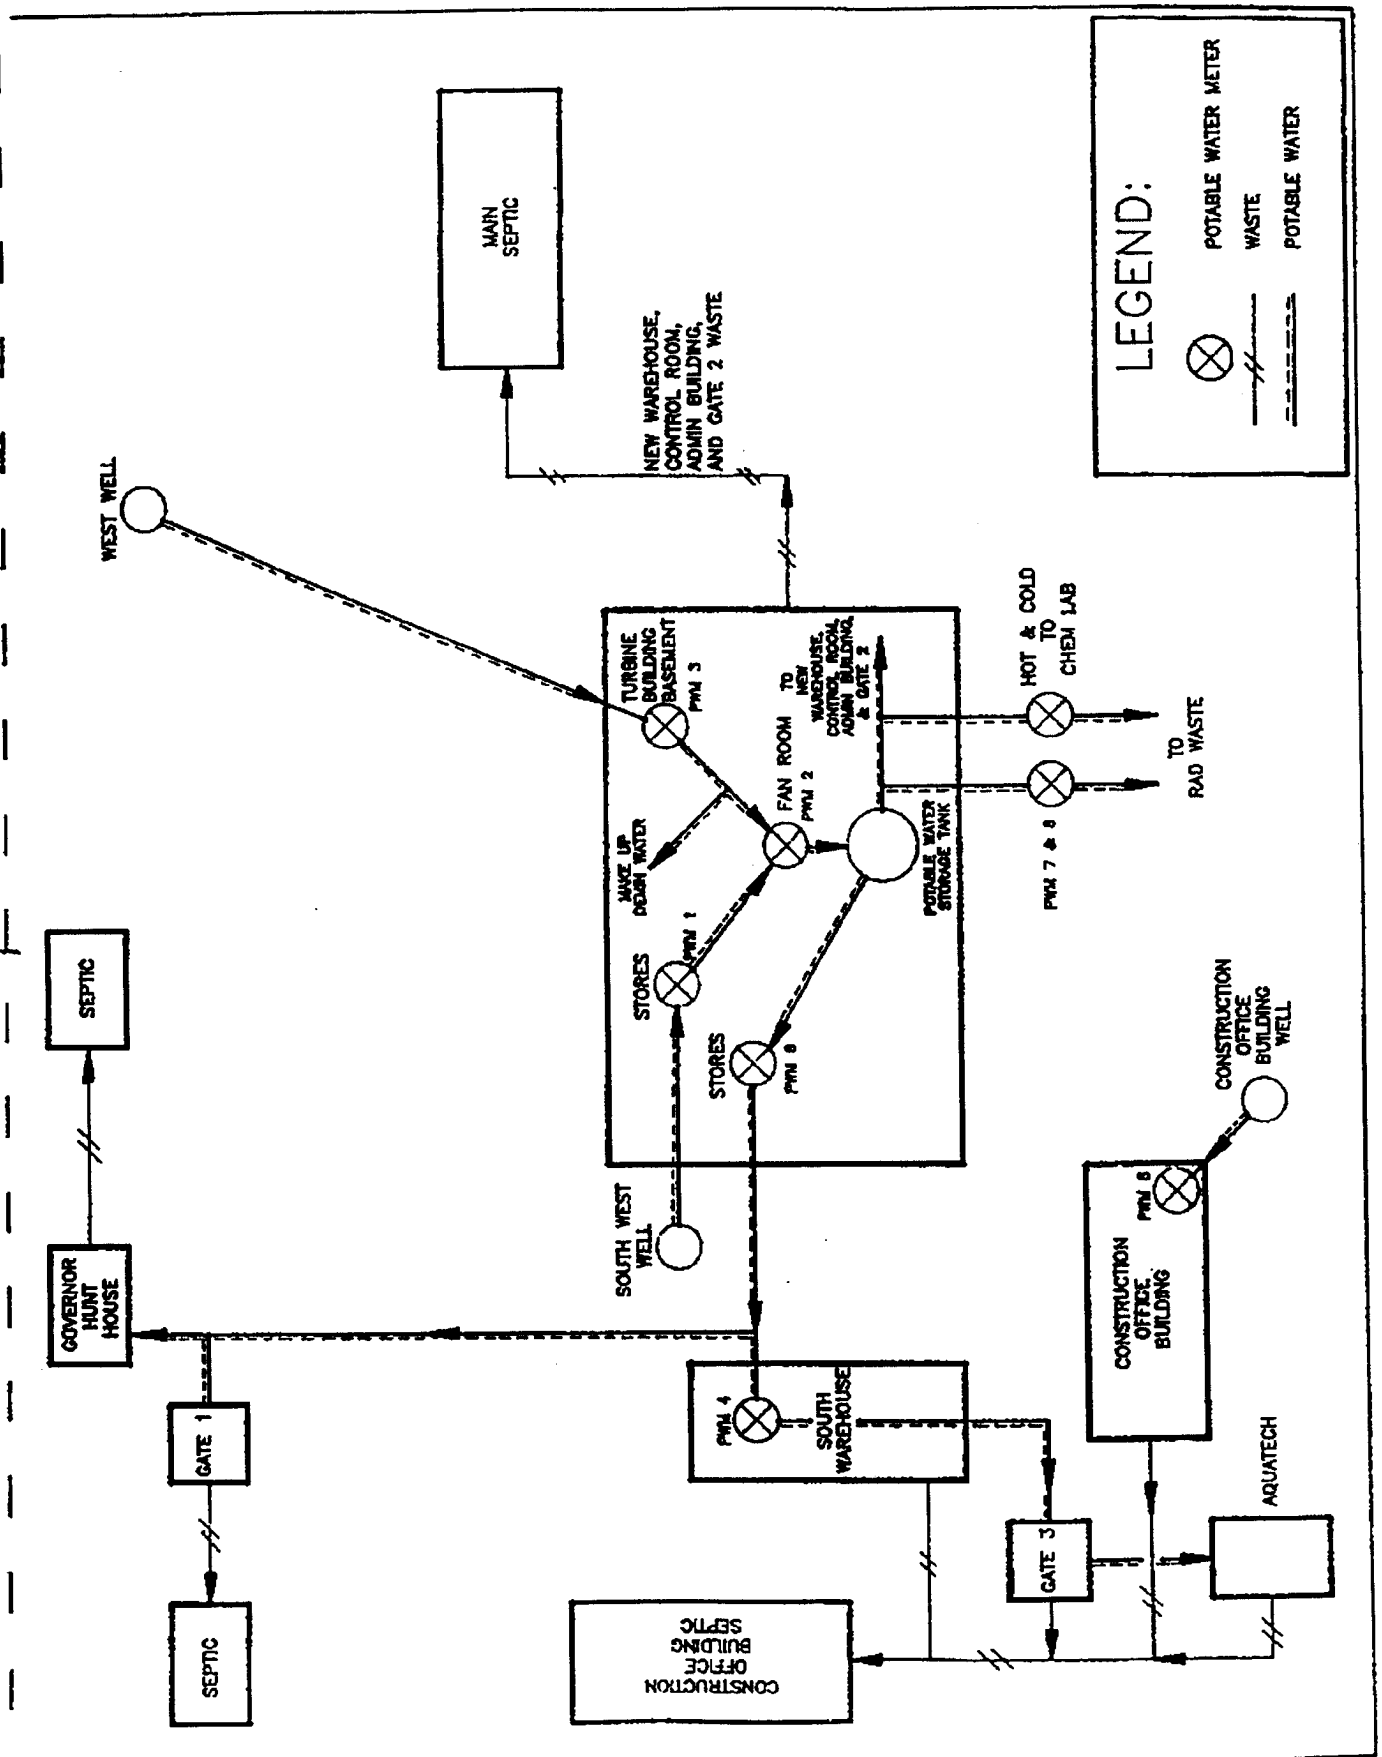 WEST WELL
MAIN
SEPTIC
NEW WAREHOUSE,
CONTROL ROOM,
ADMIN BUILDING,
AND GATE 2 WASTE
LEGEND:
POTABLE WATER METER
WASTE
POTABLE WATER
SEPTIC
GOVERNOR
HUNT
HOUSE
GATE 1
SEPTIC
TURBINE
BUILDING
BASEMENT
PWM 3
MAKE UP
DEMIN WATER
FAN ROOM
PWM 2
TO
NEW
WAREHOUSE,
CONTROL ROOM,
ADMIN BUILDING,
& GATE 2
STORES
PWM 1
STORES
POTABLE WATER
STORAGE TANK
HOT & COLD
TO
CHEM LAB
TO
RAD WASTE
PWM 7 & 8
SOUTH WEST
WELL
PWM 4
SOUTH
WAREHOUSE
CONSTRUCTION
OFFICE
BUILDING
WELL
CONSTRUCTION
OFFICE
BUILDING
GATE 3
AQUATECH
CONSTRUCTION
OFFICE
BUILDING
SEPTIC